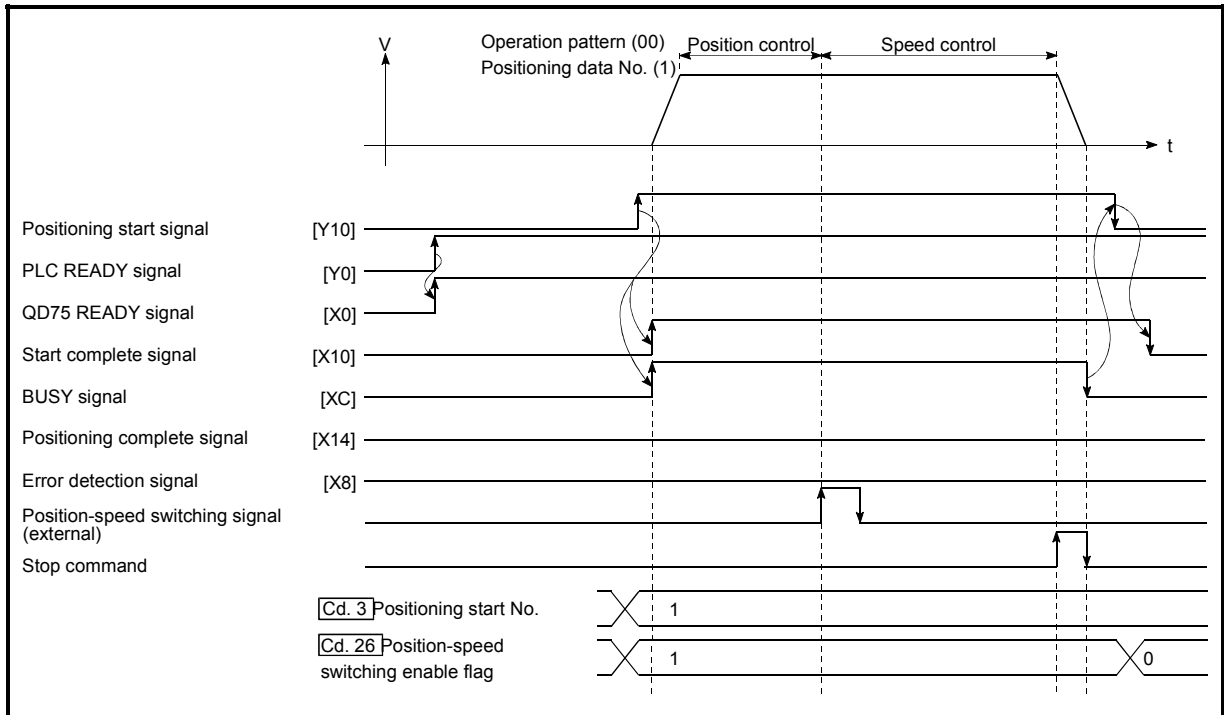 V
Operation pattern (00)
Positioning data No. (1)
Position control
Speed control
t
Positioning start signal [Y10]
PLC READY signal [Y0]
QD75 READY signal [X0]
Start complete signal [X10]
BUSY signal [XC]
Positioning complete signal [X14]
Error detection signal [X8]
Position-speed switching signal
(external)
Stop command
Cd. 3 Positioning start No. 1
Cd. 26 Position-speed
switching enable flag 1 0